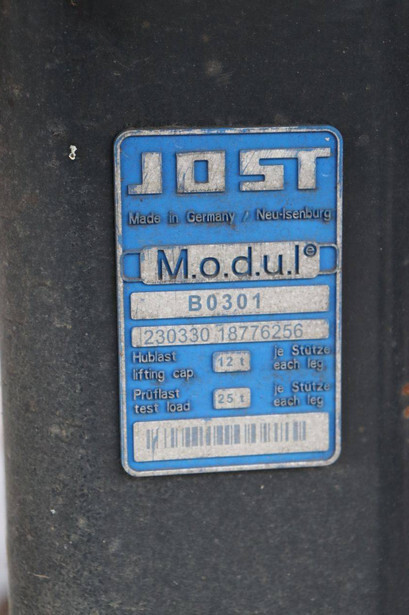 JOST
Made in Germany / Neu-Isenburg
M.o.d.u.l®
B0301
230330 18776256
Hublast 12 t je Stütze
lifting cap each leg
Prüflast 25 t je Stütze
test load each leg